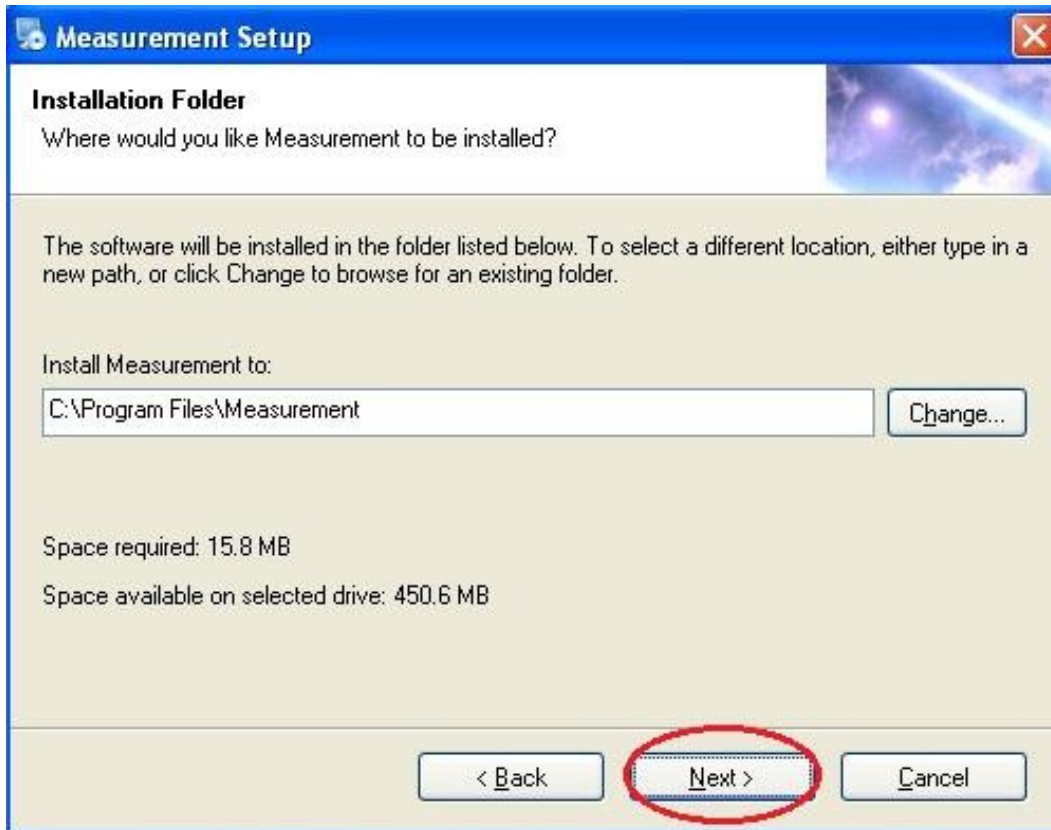 Measurement Setup
Installation Folder
Where would you like Measurement to be installed?
The software will be installed in the folder listed below. To select a different location, either type in a
new path, or click Change to browse for an existing folder.
Install Measurement to:
C:\Program Files\Measurement
Change...
Space required: 15.8 MB
Space available on selected drive: 450.6 MB
< Back
Next >
Cancel